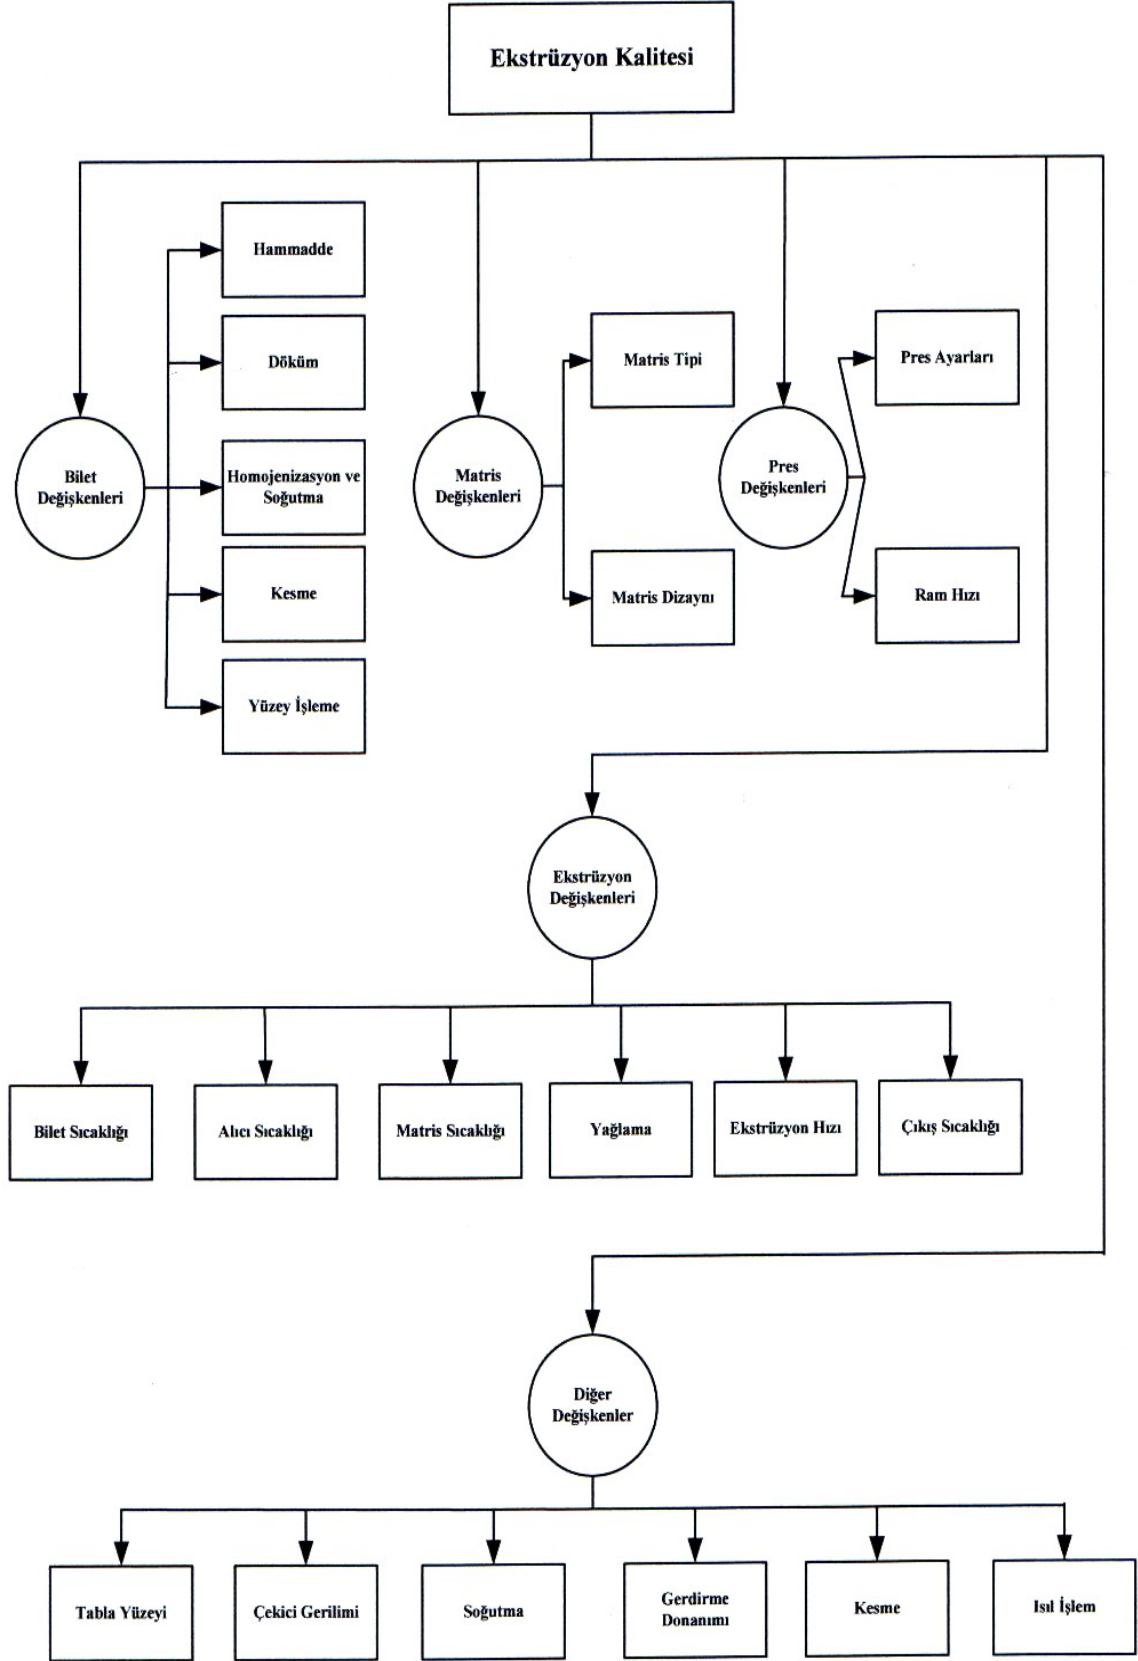 Ekstrüzyon Kalitesi
Hammadde
Döküm
Bilet
Değişkenleri
Homojenizasyon ve
Soğutma
Kesme
Yüzey İşleme
Matris
Değişkenleri
Matris Tipi
Matris Dizaynı
Pres
Değişkenleri
Pres Ayarları
Ram Hızı
Ekstrüzyon
Değişkenleri
Bilet Sıcaklığı
Alıcı Sıcaklığı
Matris Sıcaklığı
Yağlama
Ekstrüzyon Hızı
Çıkış Sıcaklığı
Diğer
Değişkenler
Tabla Yüzeyi
Çekici Gerilimi
Soğutma
Gerdirme
Donanımı
Kesme
Isıl İşlem